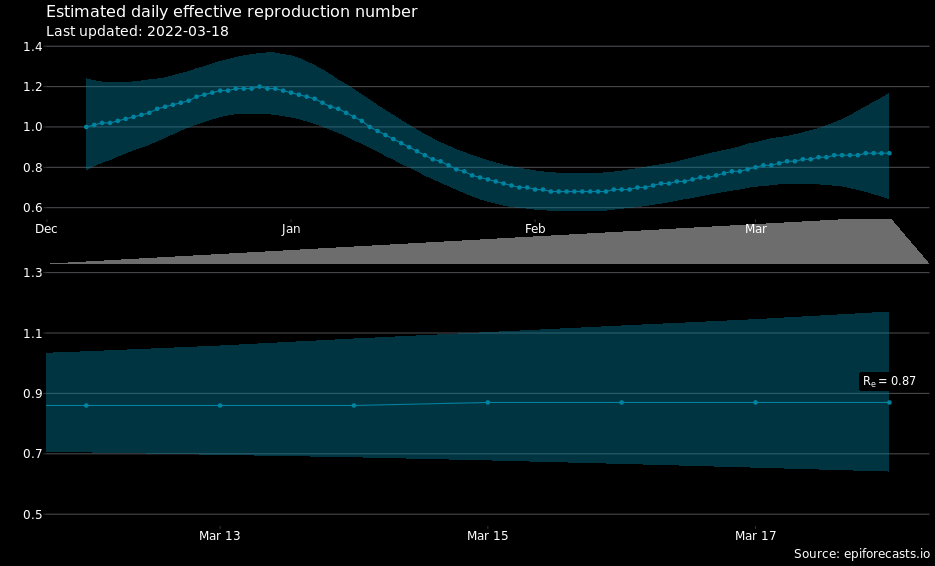 Estimated daily effective reproduction number
Last updated: 2022-03-18
1.4
1.2
1.0
0.8
0.6
Dec Jan Feb Mar
1.3
1.1
0.9
0.7
0.5
Re = 0.87
Mar 13 Mar 15 Mar 17
Source: epiforecasts.io